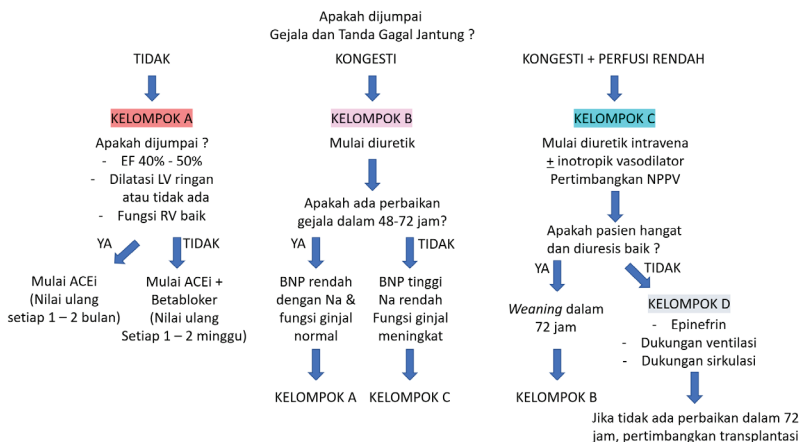 Apakah dijumpai
Gejala dan Tanda Gagal Jantung ?
TIDAK
KELOMPOK A
Apakah dijumpai ?
- EF 40% - 50%
- Dilatasi LV ringan
atau tidak ada
- Fungsi RV baik
YA
TIDAK
Mulai ACEi
(Nilai ulang
setiap 1 – 2 bulan)
Mulai ACEi +
Betabloker
(Nilai ulang
Setiap 1 – 2 minggu)
KONGESTI
KELOMPOK B
Mulai diuretik
Apakah ada perbaikan
gejala dalam 48-72 jam?
YA
TIDAK
BNP rendah
dengan Na &
fungsi ginjal
normal
BNP tinggi
Na rendah
Fungsi ginjal
meningkat
KELOMPOK A
KELOMPOK C
KONGESTI + PERFUSI RENDAH
KELOMPOK C
Mulai diuretik intravena
± inotropik vasodilator
Pertimbangkan NPPV
Apakah pasien hangat
dan diuresis baik ?
YA
TIDAK
Weaning dalam
72 jam
KELOMPOK B
KELOMPOK D
- Epinefrin
- Dukungan ventilasi
- Dukungan sirkulasi
Jika tidak ada perbaikan dalam 72
jam, pertimbangkan transplantasi